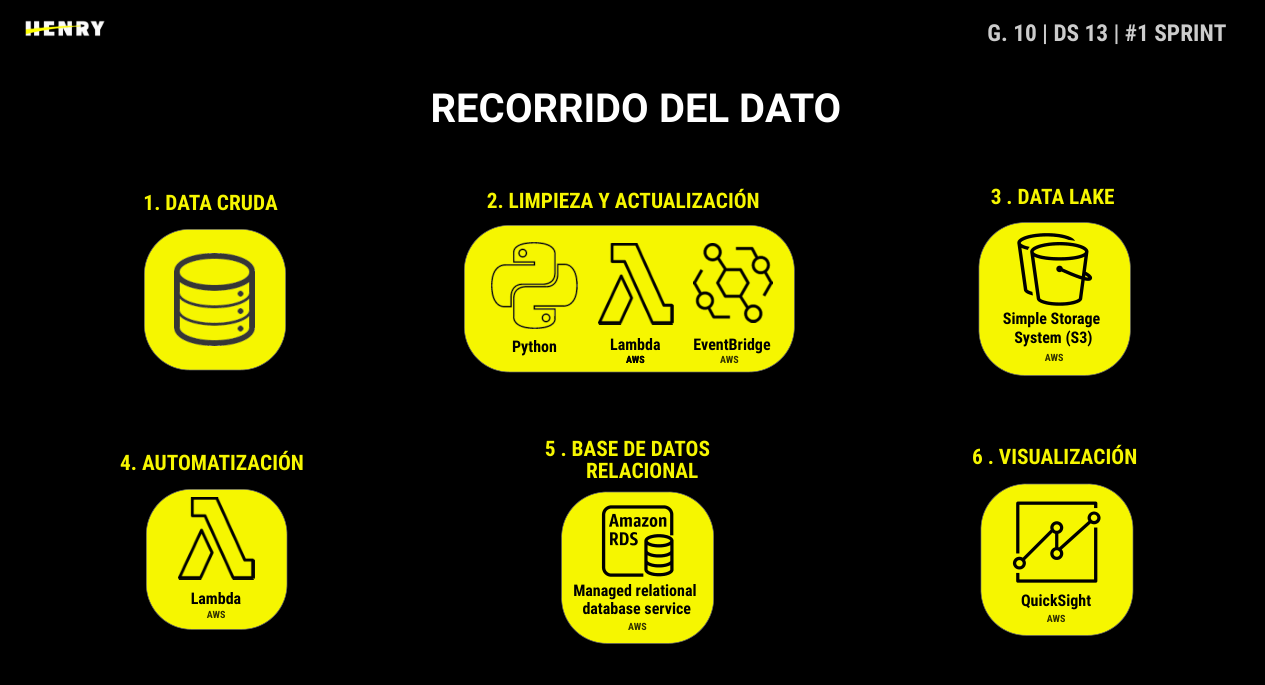 HENRY
G. 10 | DS 13 | #1 SPRINT
RECORRIDO DEL DATO
1. DATA CRUDA
2. LIMPIEZA Y ACTUALIZACIÓN
Python
Lambda
AWS
EventBridge
AWS
3 . DATA LAKE
Simple Storage
System (S3)
AWS
4. AUTOMATIZACIÓN
Lambda
AWS
5 . BASE DE DATOS
RELACIONAL
Amazon
RDS
Managed relational
database service
AWS
6 . VISUALIZACIÓN
QuickSight
AWS